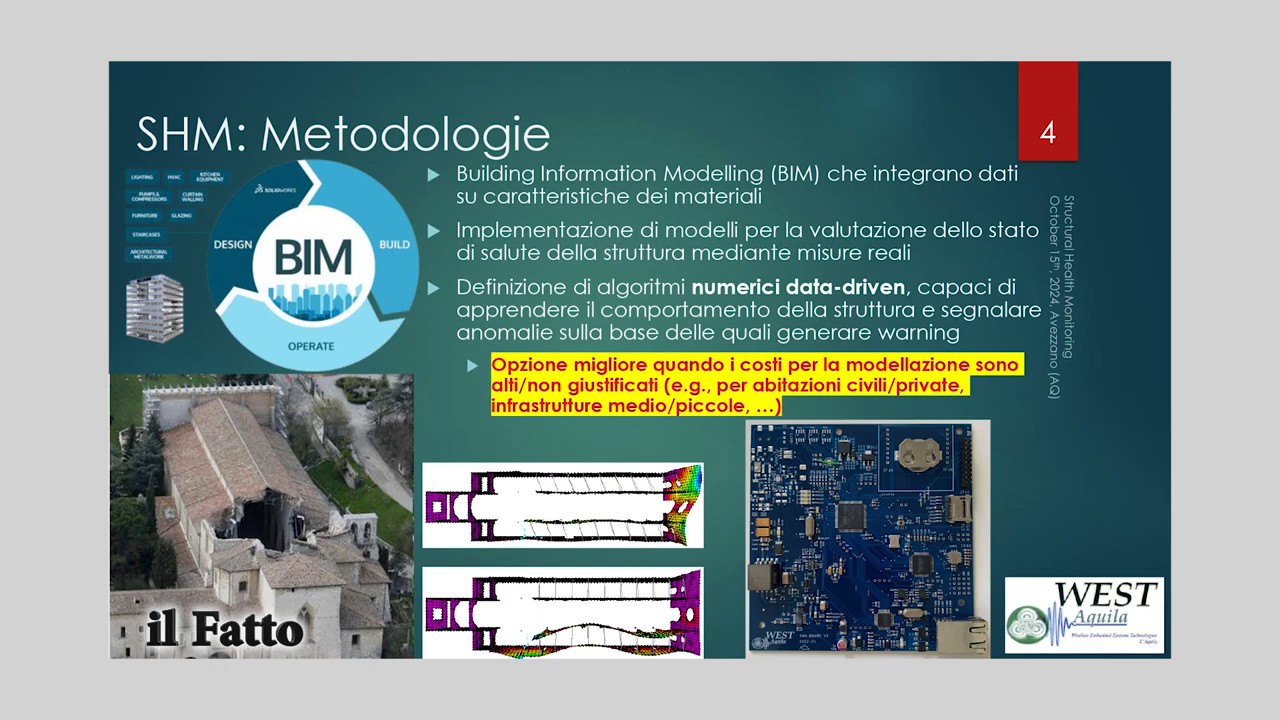 SHM: Metodologie
4
LIGHTING
HVAC
KITCHEN
EQUIPMENT
PUMPS &
COMPRESSORS
CURTAIN
WALLING
FURNITURE
GLAZING
STAIRCASES
ARCHITECTURAL
METALWORK
SOLIDWORKS
DESIGN
BIM
BUILD
OPERATE
Building Information Modelling (BIM) che integrano dati
su caratteristiche dei materiali
Implementazione di modelli per la valutazione dello stato
di salute della struttura mediante misure reali
Definizione di algoritmi numerici data-driven, capaci di
apprendere il comportamento della struttura e segnalare
anomalie sulla base delle quali generare warning
Opzione migliore quando i costi per la modellazione sono
alti/non giustificati (e.g., per abitazioni civili/private,
infrastrutture medio/piccole, …)
Structural Health Monitoring
October 15th, 2024, Avezzano (AQ)
il Fatto
WEST
Aquila
WEST
Aquila
Wireless Embedded Systems Technologies
L'Aquila